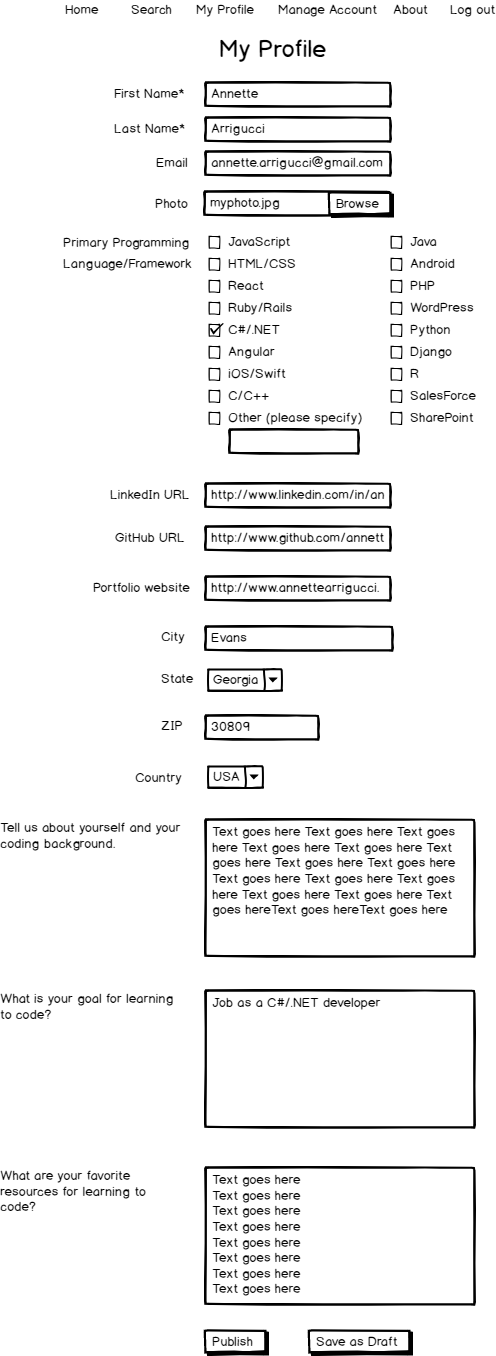 Home Search My Profile Manage Account About Log out
My Profile
First Name* Annette
Last Name* Arrigucci
Email annette.arrigucci@gmail.com
Photo myphoto.jpg Browse
Primary Programming JavaScript Java
Language/Framework HTML/CSS Android
React PHP
Ruby/Rails WordPress
C#/.NET Python
Angular Django
iOS/Swift R
C/C++ SalesForce
Other (please specify) SharePoint
LinkedIn URL http://www.linkedin.com/in/an
GitHub URL http://www.github.com/annett
Portfolio website http://www.annettearrigucci.
City Evans
State Georgia
ZIP 30809
Country USA
Tell us about yourself and your
coding background.
Text goes here Text goes here Text goes
here Text goes here Text goes here Text
goes here Text goes here Text goes here
Text goes here Text goes here Text goes
here Text goes here Text goes here Text
goes hereText goes hereText goes here
What is your goal for learning
to code?
Job as a C#/.NET developer
What are your favorite
resources for learning to
code?
Text goes here
Text goes here
Text goes here
Text goes here
Text goes here
Text goes here
Text goes here
Text goes here
Publish Save as Draft